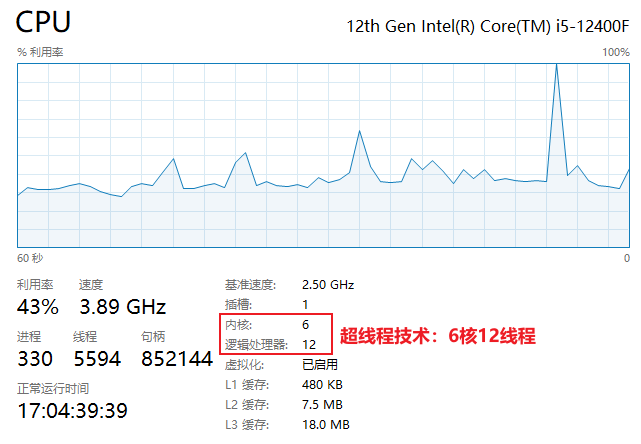 CPU
12th Gen Intel(R) Core(TM) i5-12400F
% 利用率 100%
60 秒 0
利用率 速度
43% 3.89 GHz
进程 线程 句柄
330 5594 852144
正常运行时间
17:04:39:39
基准速度: 2.50 GHz
插槽: 1
内核: 6
逻辑处理器: 12
超线程技术：6核12线程
虚拟化: 已启用
L1 缓存: 480 KB
L2 缓存: 7.5 MB
L3 缓存: 18.0 MB